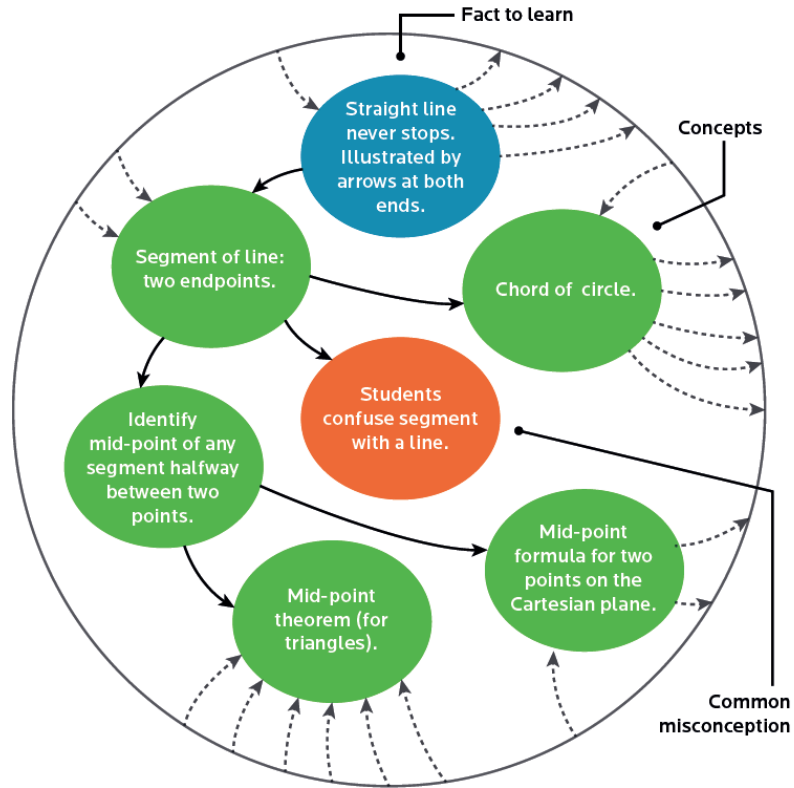 Fact to learn
Straight line
never stops.
Illustrated by
arrows at both
ends.
Concepts
Segment of line:
two endpoints.
Chord of circle.
Students
confuse segment
with a line.
Identify
mid-point of any
segment halfway
between two
points.
Mid-point
formula for two
points on the
Cartesian plane.
Mid-point
theorem (for
triangles).
Common
misconception